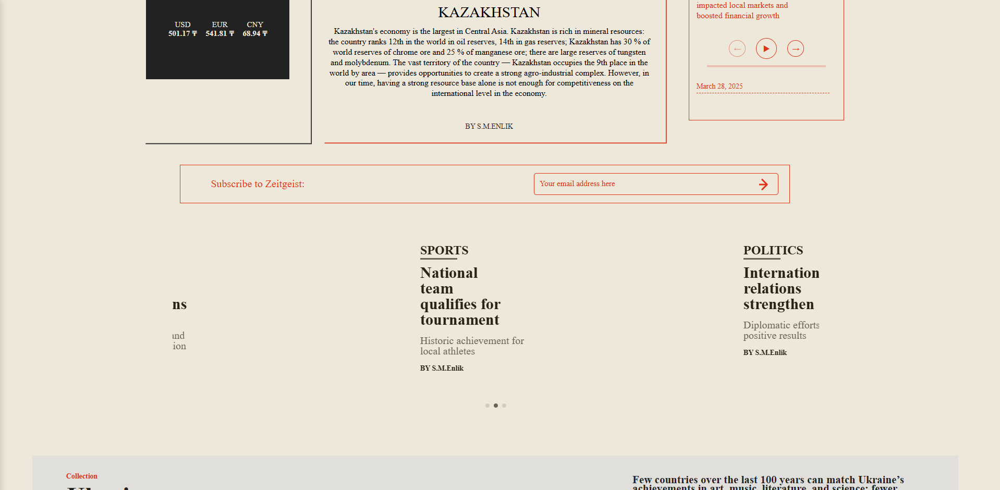 USD EUR CNY
501.17 ₸ 541.81 ₸ 68.94 ₸
KAZAKHSTAN
Kazakhstan's economy is the largest in Central Asia. Kazakhstan is rich in mineral resources:
the country ranks 12th in the world in oil reserves, 14th in gas reserves; Kazakhstan has 30 % of
world reserves of chrome ore and 25 % of manganese ore; there are large reserves of tungsten
and molybdenum. The vast territory of the country — Kazakhstan occupies the 9th place in the
world by area — provides opportunities to create a strong agro-industrial complex. However, in
our time, having a strong resource base alone is not enough for competitiveness on the
international level in the economy.
BY S.M.ENLIK
impacted local markets and
boosted financial growth
March 28, 2025
Subscribe to Zeitgeist:
Your email address here
ns
and
ion
SPORTS
National
team
qualifies for
tournament
Historic achievement for
local athletes
BY S.M.Enlik
POLITICS
Internation
relations
strengthen
Diplomatic efforts
positive results
BY S.M.Enlik
Collection
Few countries over the last 100 years can match Ukraine’s
achievements in art, music, literature, and science; fewer